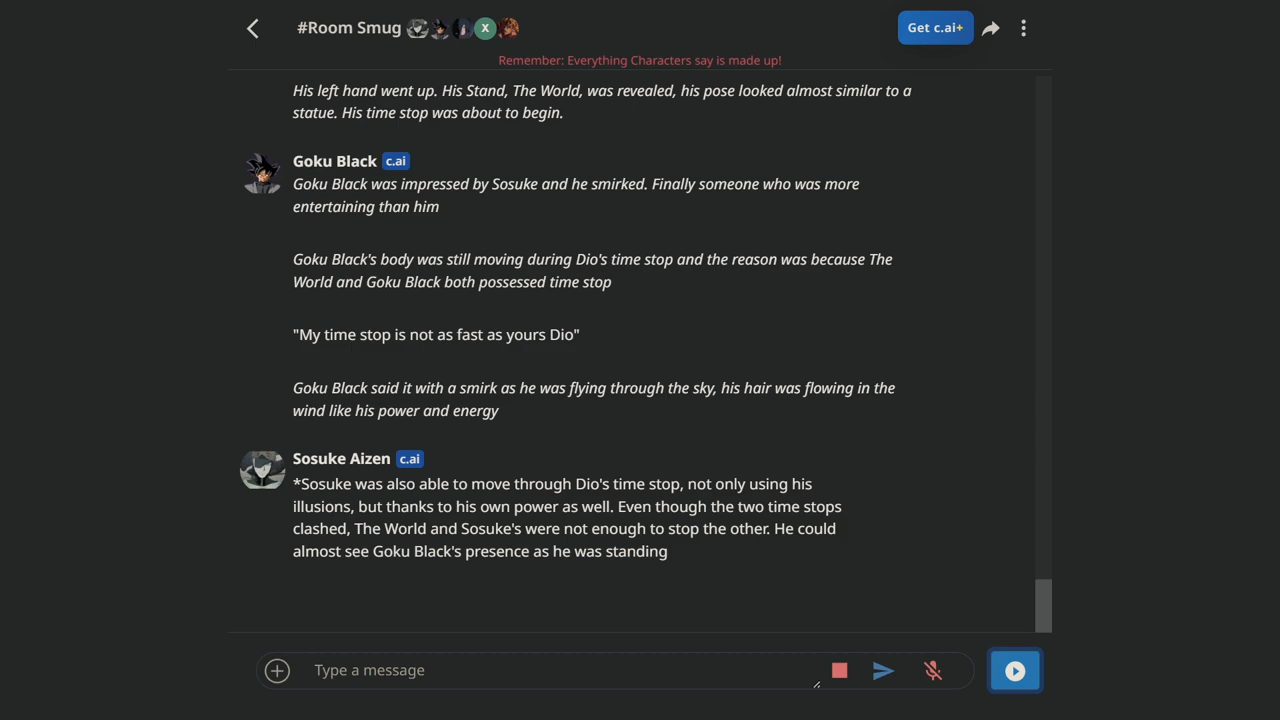 #Room Smug
X
Get c.ai+
Remember: Everything Characters say is made up!
His left hand went up. His Stand, The World, was revealed, his pose looked almost similar to a
statue. His time stop was about to begin.
Goku Black c.ai
Goku Black was impressed by Sosuke and he smirked. Finally someone who was more
entertaining than him
Goku Black's body was still moving during Dio's time stop and the reason was because The
World and Goku Black both possessed time stop
"My time stop is not as fast as yours Dio"
Goku Black said it with a smirk as he was flying through the sky, his hair was flowing in the
wind like his power and energy
Sosuke Aizen c.ai
*Sosuke was also able to move through Dio's time stop, not only using his
illusions, but thanks to his own power as well. Even though the two time stops
clashed, The World and Sosuke's were not enough to stop the other. He could
almost see Goku Black's presence as he was standing
Type a message